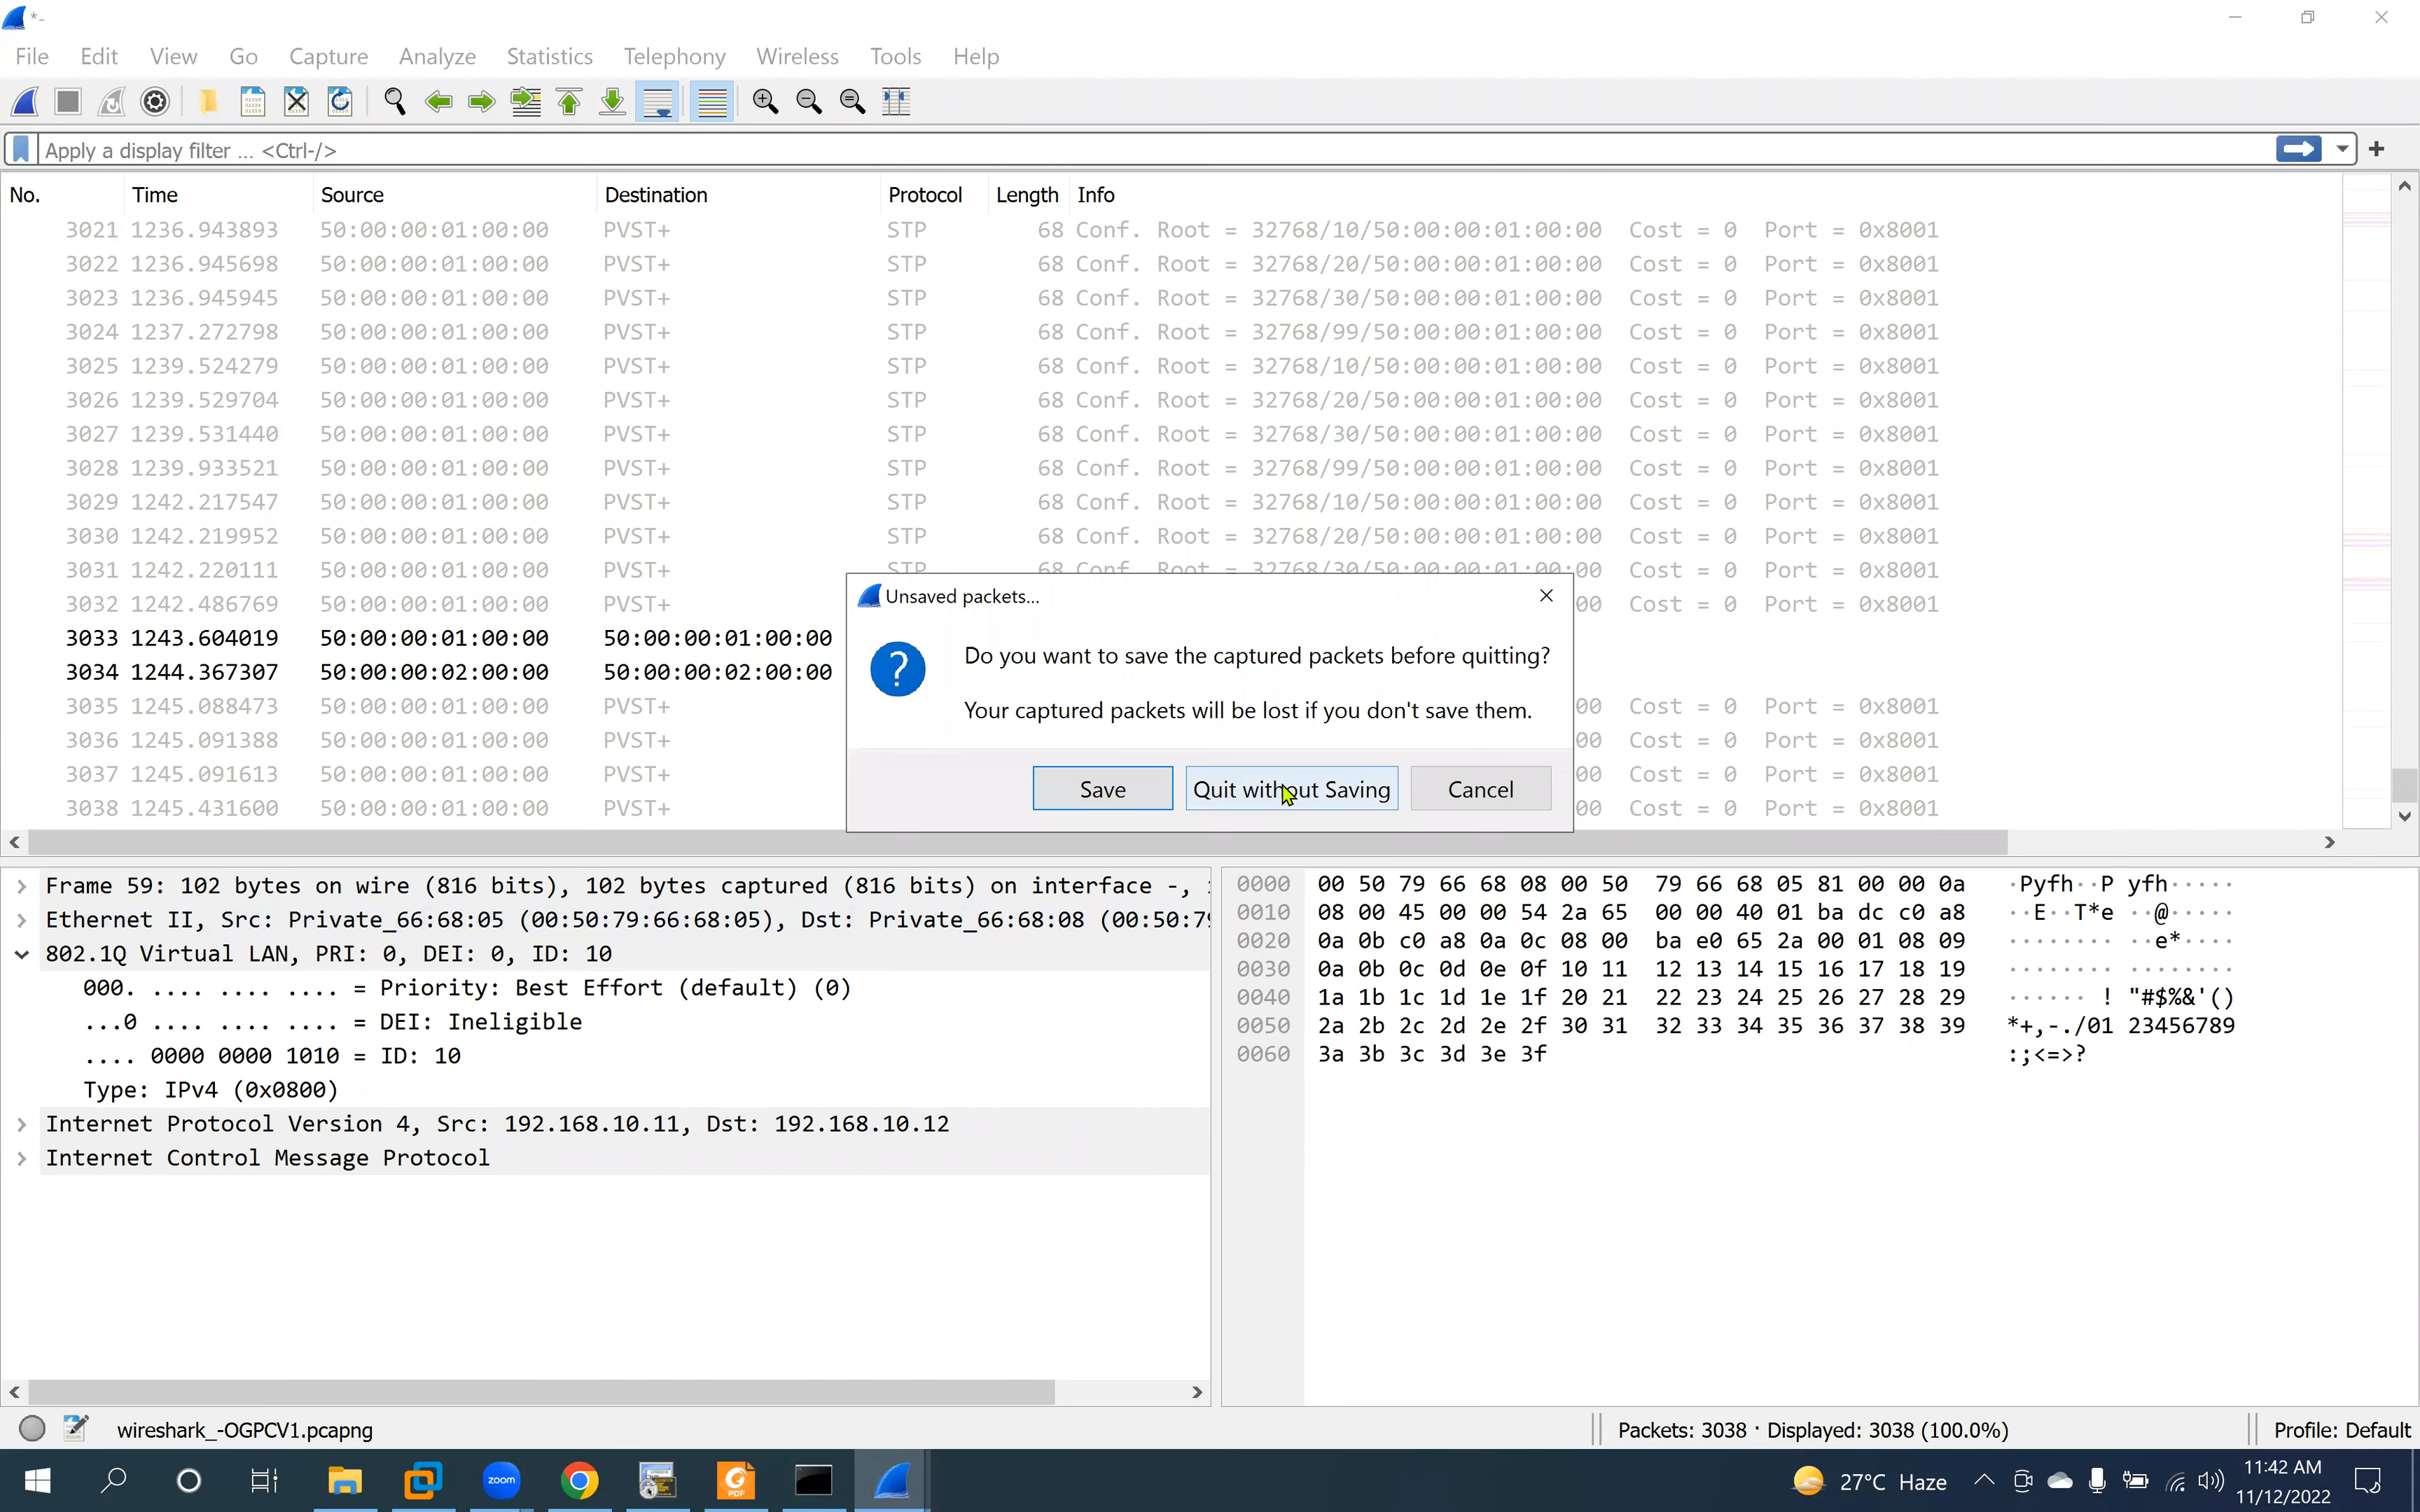 *-
File Edit View Go Capture Analyze Statistics Telephony Wireless Tools Help
Apply a display filter ... <Ctrl-/>
No. Time Source Destination Protocol Length Info
3021 1236.943893 50:00:00:01:00:00 PVST+ STP 68 Conf. Root = 32768/10/50:00:00:01:00:00 Cost = 0 Port = 0x8001
3022 1236.945698 50:00:00:01:00:00 PVST+ STP 68 Conf. Root = 32768/20/50:00:00:01:00:00 Cost = 0 Port = 0x8001
3023 1236.945945 50:00:00:01:00:00 PVST+ STP 68 Conf. Root = 32768/30/50:00:00:01:00:00 Cost = 0 Port = 0x8001
3024 1237.272798 50:00:00:01:00:00 PVST+ STP 68 Conf. Root = 32768/99/50:00:00:01:00:00 Cost = 0 Port = 0x8001
3025 1239.524279 50:00:00:01:00:00 PVST+ STP 68 Conf. Root = 32768/10/50:00:00:01:00:00 Cost = 0 Port = 0x8001
3026 1239.529704 50:00:00:01:00:00 PVST+ STP 68 Conf. Root = 32768/20/50:00:00:01:00:00 Cost = 0 Port = 0x8001
3027 1239.531440 50:00:00:01:00:00 PVST+ STP 68 Conf. Root = 32768/30/50:00:00:01:00:00 Cost = 0 Port = 0x8001
3028 1239.933521 50:00:00:01:00:00 PVST+ STP 68 Conf. Root = 32768/99/50:00:00:01:00:00 Cost = 0 Port = 0x8001
3029 1242.217547 50:00:00:01:00:00 PVST+ STP 68 Conf. Root = 32768/10/50:00:00:01:00:00 Cost = 0 Port = 0x8001
3030 1242.219952 50:00:00:01:00:00 PVST+ STP 68 Conf. Root = 32768/20/50:00:00:01:00:00 Cost = 0 Port = 0x8001
3031 1242.220111 50:00:00:01:00:00 PVST+ STP 68 Conf. Root = 32768/30/50:00:00:01:00:00 Cost = 0 Port = 0x8001
3032 1242.486769 50:00:00:01:00:00 PVST+ 00 Cost = 0 Port = 0x8001
3033 1243.604019 50:00:00:01:00:00 50:00:00:01:00:00
3034 1244.367307 50:00:00:02:00:00 50:00:00:02:00:00
3035 1245.088473 50:00:00:01:00:00 PVST+ 00 Cost = 0 Port = 0x8001
3036 1245.091388 50:00:00:01:00:00 PVST+ 00 Cost = 0 Port = 0x8001
3037 1245.091613 50:00:00:01:00:00 PVST+ 00 Cost = 0 Port = 0x8001
3038 1245.431600 50:00:00:01:00:00 PVST+ 00 Cost = 0 Port = 0x8001
Unsaved packets...
Do you want to save the captured packets before quitting?
Your captured packets will be lost if you don't save them.
Save Quit without Saving Cancel
Frame 59: 102 bytes on wire (816 bits), 102 bytes captured (816 bits) on interface -,
Ethernet II, Src: Private_66:68:05 (00:50:79:66:68:05), Dst: Private_66:68:08 (00:50:79
802.1Q Virtual LAN, PRI: 0, DEI: 0, ID: 10
000. .... .... .... = Priority: Best Effort (default) (0)
...0 .... .... .... = DEI: Ineligible
.... 0000 0000 1010 = ID: 10
Type: IPv4 (0x0800)
Internet Protocol Version 4, Src: 192.168.10.11, Dst: 192.168.10.12
Internet Control Message Protocol
0000 00 50 79 66 68 08 00 50 79 66 68 05 81 00 00 0a ·Pyfh··P yfh·····
0010 08 00 45 00 00 54 2a 65 00 00 40 01 ba dc c0 a8 ··E··T*e ··@·····
0020 0a 0b c0 a8 0a 0c 08 00 ba e0 65 2a 00 01 08 09 ········ ··e*····
0030 0a 0b 0c 0d 0e 0f 10 11 12 13 14 15 16 17 18 19 ········ ········
0040 1a 1b 1c 1d 1e 1f 20 21 22 23 24 25 26 27 28 29 ······ ! "#$%&'()
0050 2a 2b 2c 2d 2e 2f 30 31 32 33 34 35 36 37 38 39 *+,-./01 23456789
0060 3a 3b 3c 3d 3e 3f :;<=>?
wireshark_-OGPCV1.pcapng Packets: 3038 · Displayed: 3038 (100.0%) Profile: Default
zoom PDF 27°C Haze 11:42 AM
11/12/2022